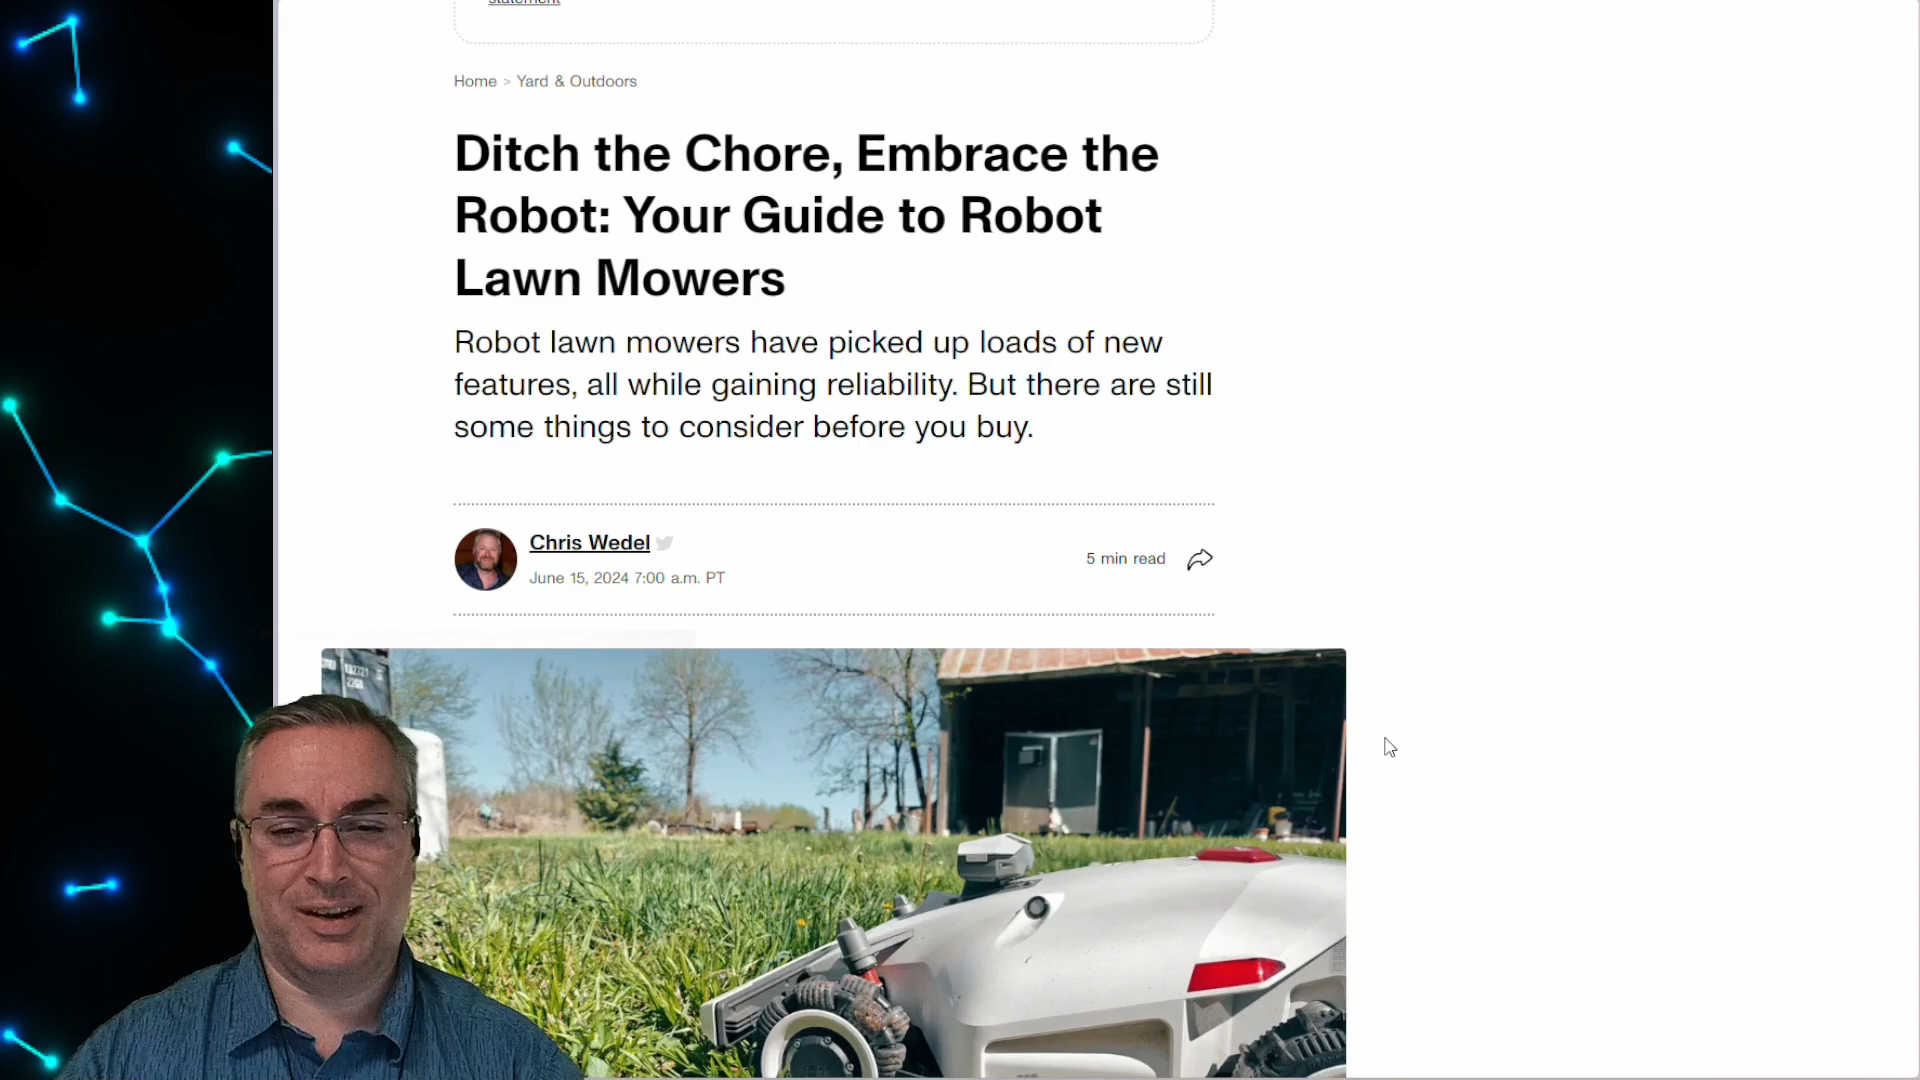 statement
Home > Yard & Outdoors
Ditch the Chore, Embrace the
Robot: Your Guide to Robot
Lawn Mowers
Robot lawn mowers have picked up loads of new
features, all while gaining reliability. But there are still
some things to consider before you buy.
Chris Wedel
June 15, 2024 7:00 a.m. PT
5 min read